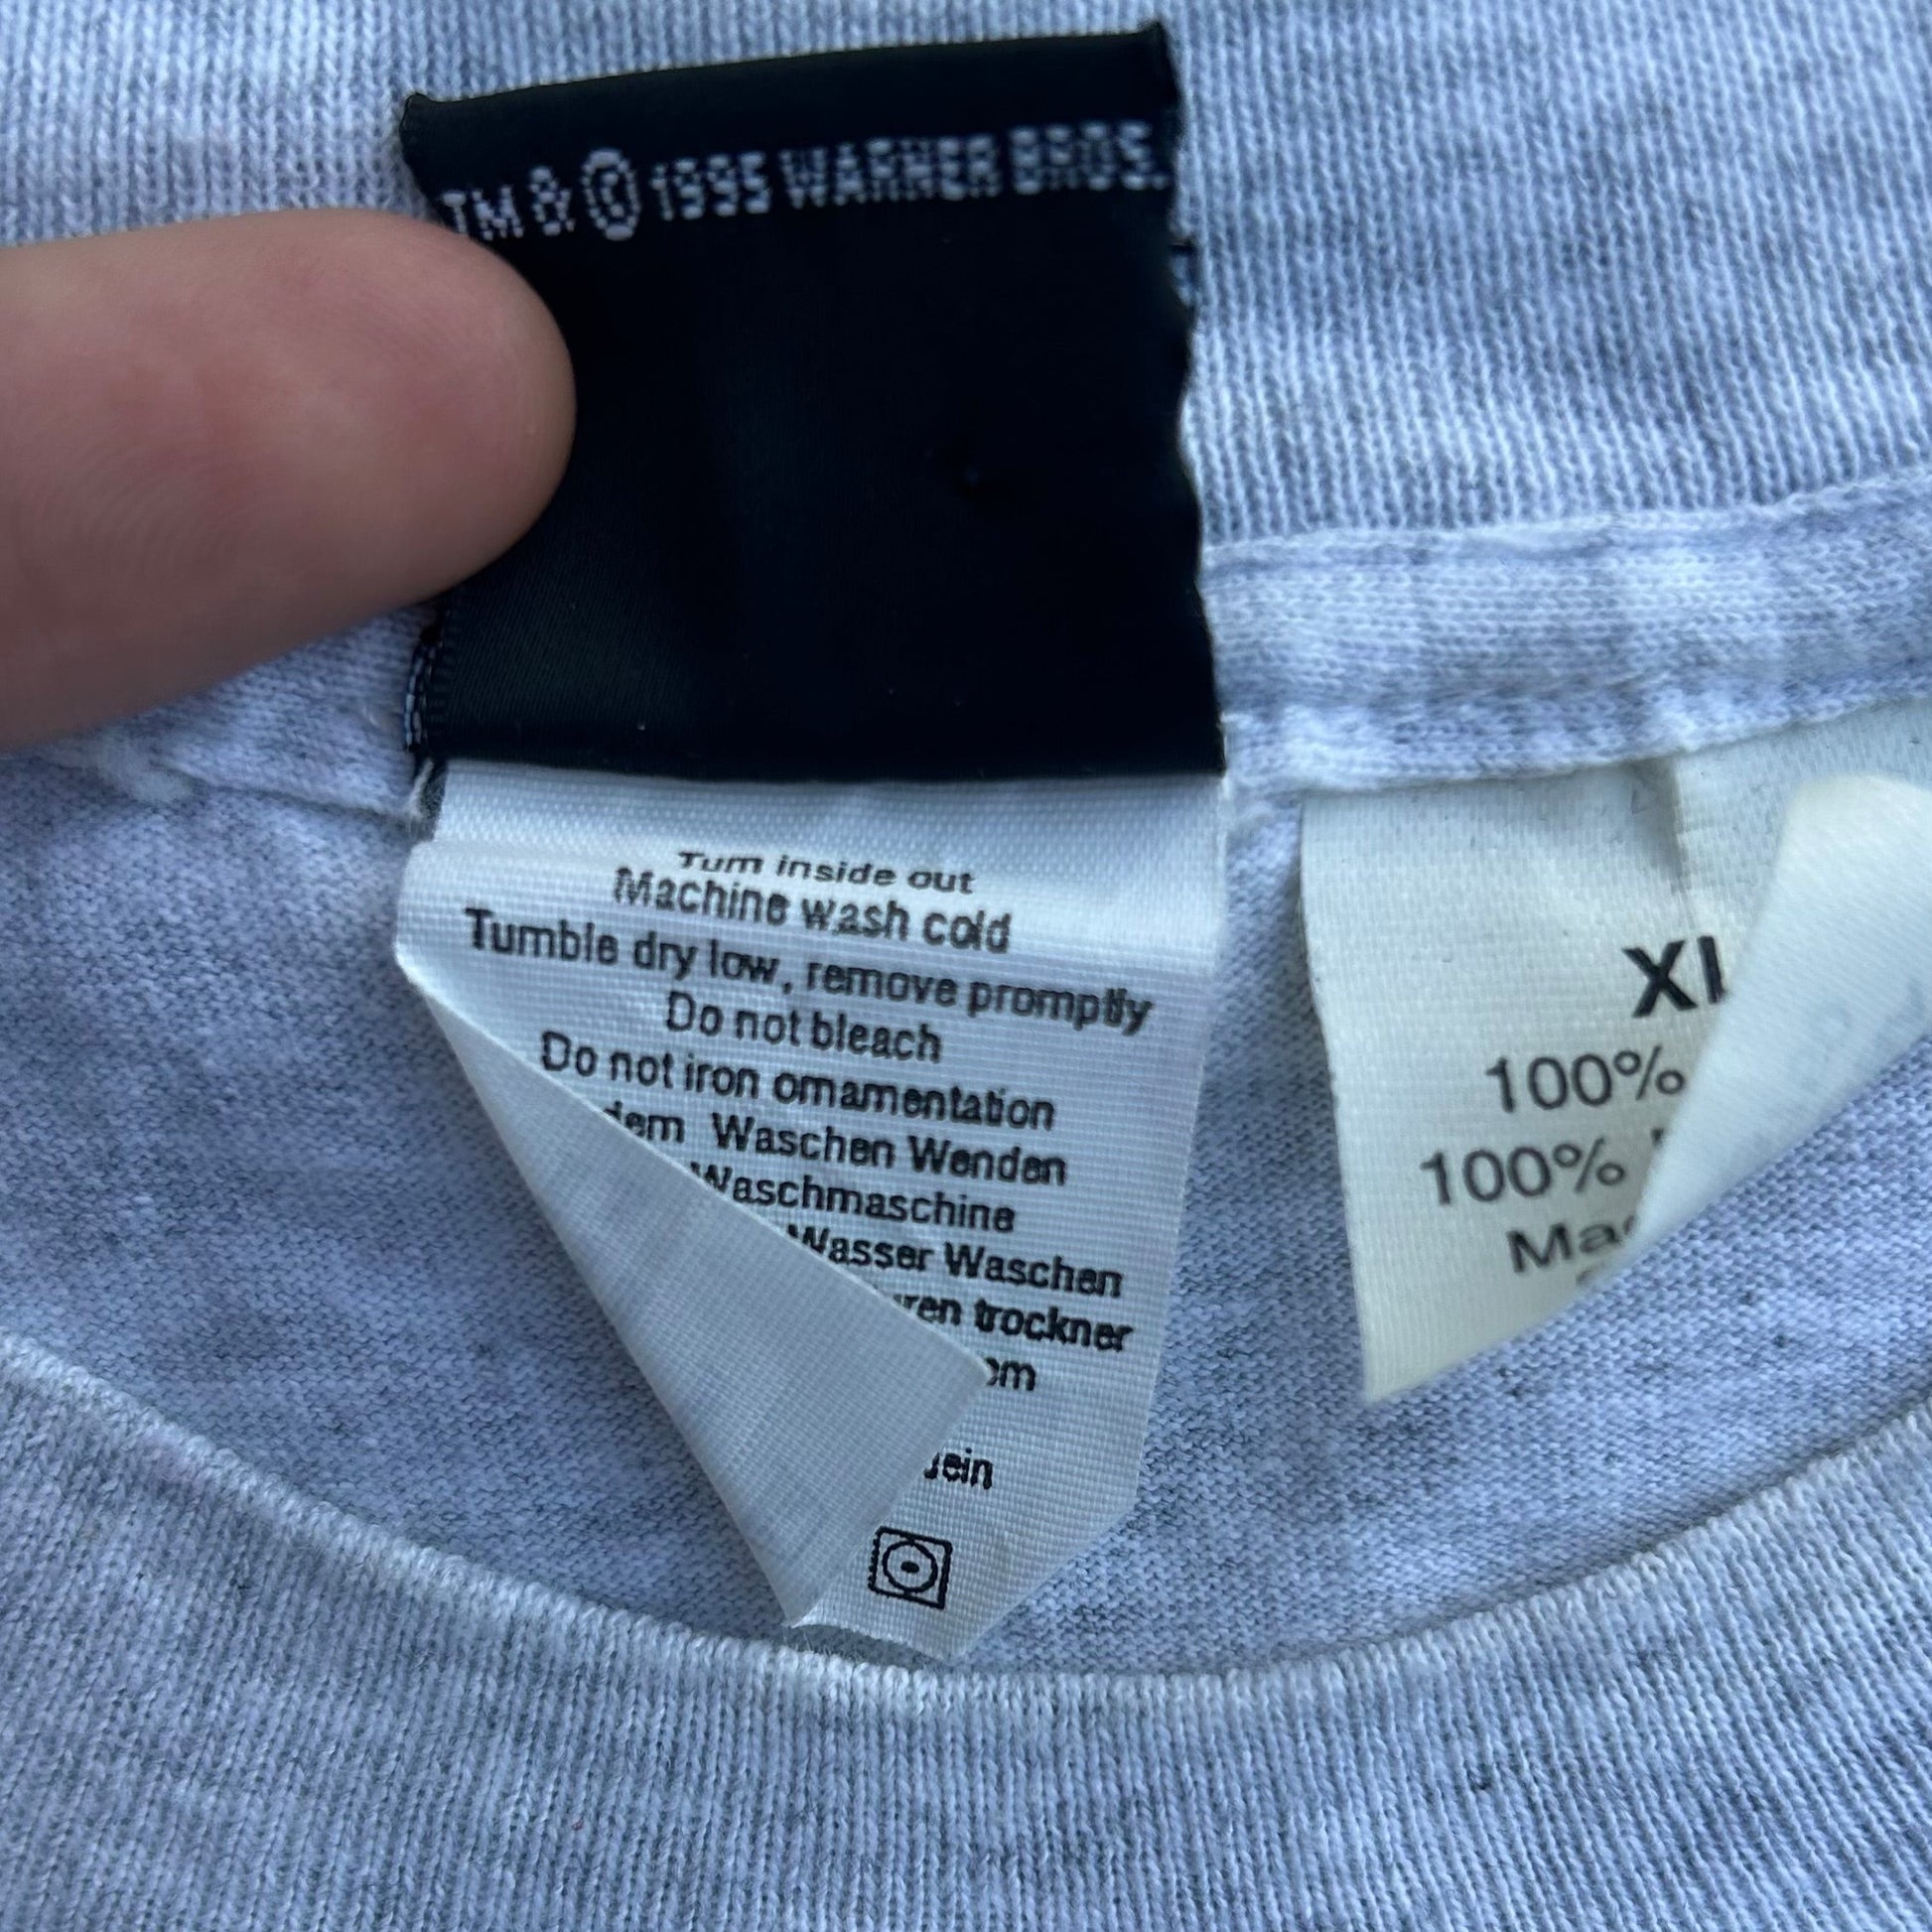 TM & © 1995 WARNER BROS.
Turn inside out
Machine wash cold
Tumble dry low, remove promptly
Do not bleach
Do not iron ornamentation
Waschen Wenden
Waschmaschine
Wasser Waschen
trockner
XL
100%
100%